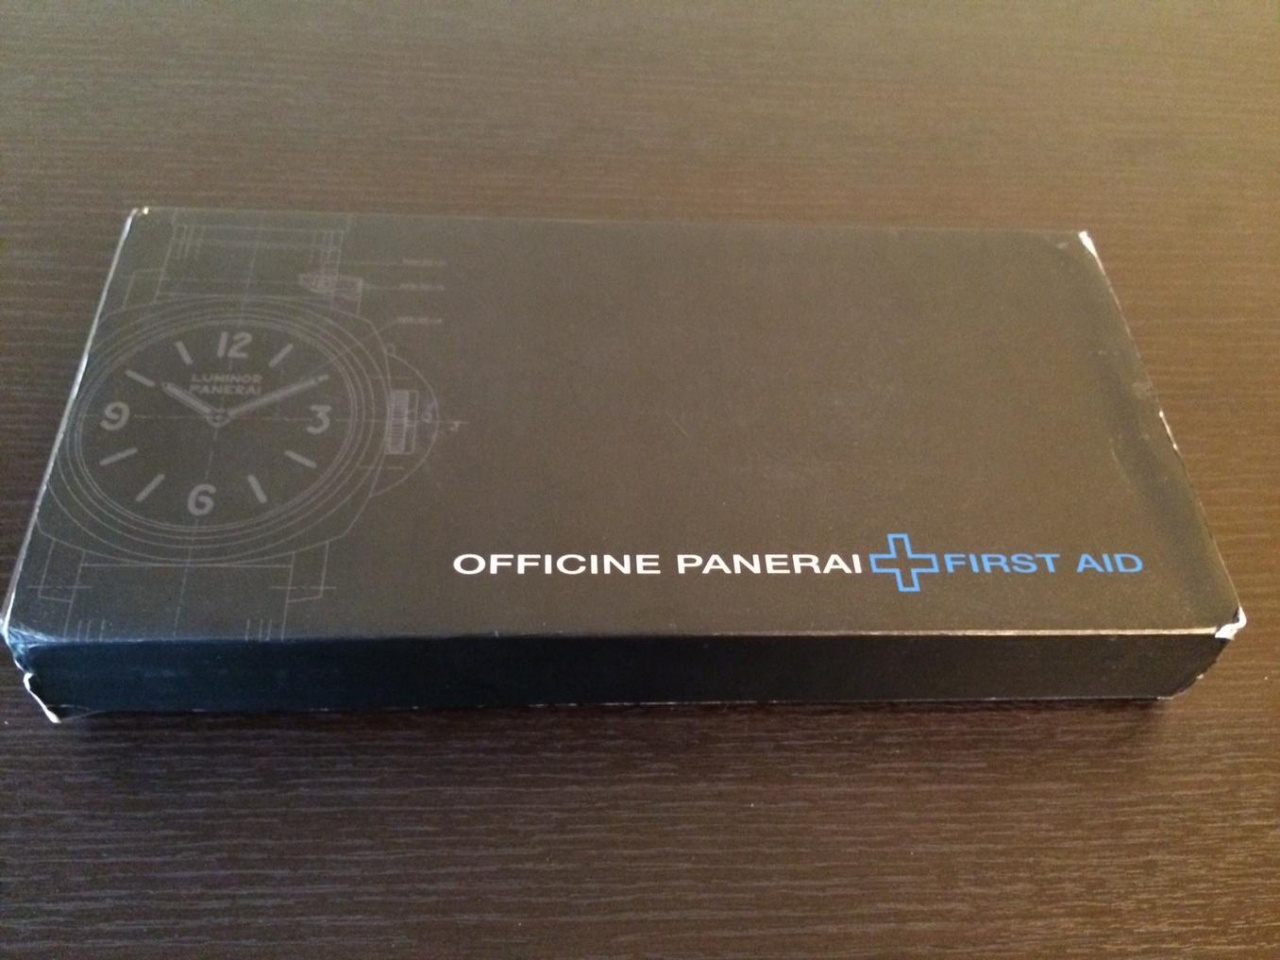 12
LUMINOR
PANERAI
9 3
6
OFFICINE PANERAI FIRST AID